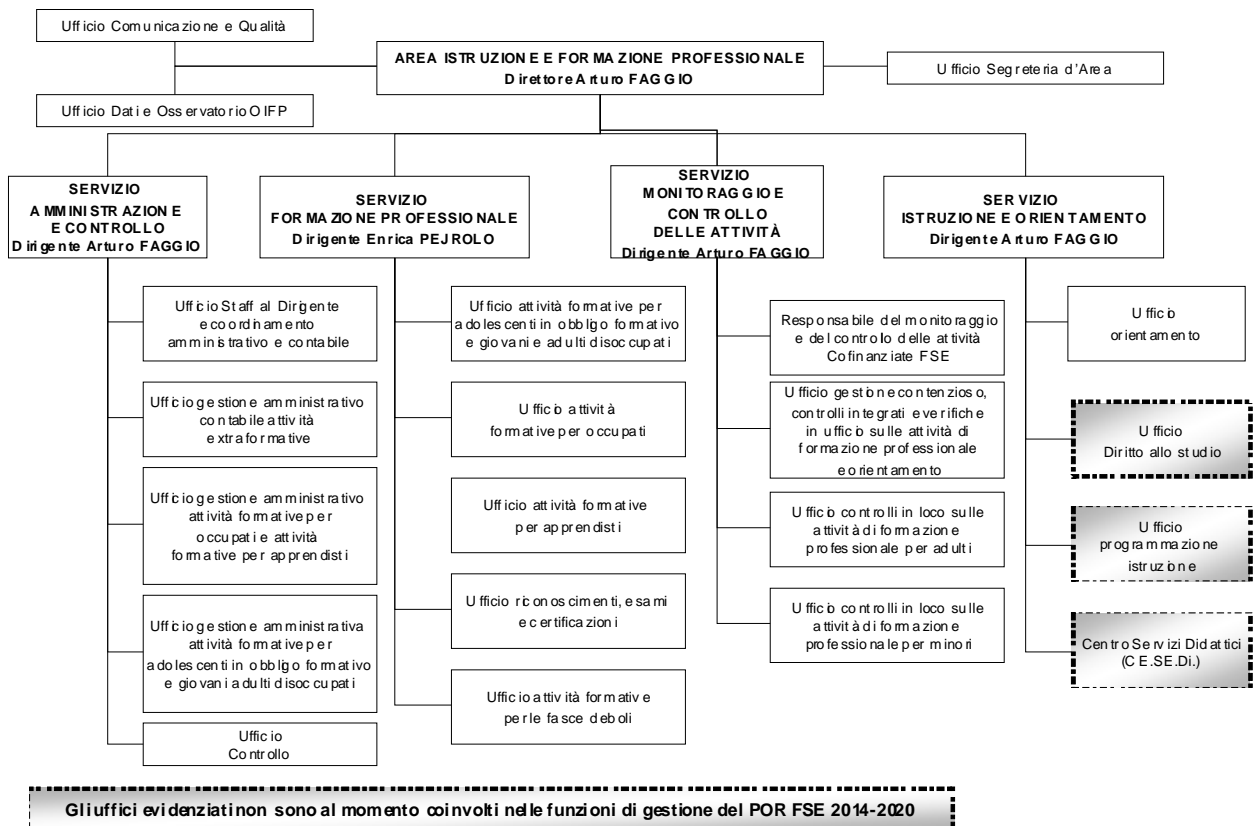 Ufficio Comunicazione e Qualità
AREA ISTRUZIONE E FORMAZIONE PROFESSIONALE
Direttore Arturo FAGGIO
Ufficio Segreteria d'Area
Ufficio Dati e Osservatorio OIFP
SERVIZIO
AMMINISTRAZIONE
E CONTROLLO
Dirigente Arturo FAGGIO
SERVIZIO
FORMAZIONE PROFESSIONALE
Dirigente Enrica PEJROLO
SERVIZIO
MONITORAGGIO E
CONTROLLO
DELLE ATTIVITÀ
Dirigente Arturo FAGGIO
SERVIZIO
ISTRUZIONE E ORIENTAMENTO
Dirigente Arturo FAGGIO
Ufficio Staff al Dirigente
e coordinamento
amministrativo e contabile
Ufficio gestione amministrativo
contabile attività
extraformative
Ufficio gestione amministrativo
attività formative per
occupati e attività
formative per apprendisti
Ufficio gestione amministrativa
attività formative per
adolescenti in obbligo formativo
e giovani adulti disoccupati
Ufficio
Controllo
Ufficio attività formative per
adolescenti in obbligo formativo
e giovani e adulti disoccupati
Ufficio attività
formative per occupati
Ufficio attività formative
per apprendisti
Ufficio riconoscimenti, esami
e certificazioni
Ufficio attività formative
per le fasce deboli
Responsabile del monitoraggio
e del controllo delle attività
Cofinanziate FSE
Ufficio gestione contenzioso,
controlli integrati e verifiche
in ufficio sulle attività di
formazione professionale
e orientamento
Ufficio controlli in loco sulle
attività di formazione
professionale per adulti
Ufficio controlli in loco sulle
attività di formazione
professionale per minori
Ufficio
orientamento
Ufficio
Diritto allo studio
Ufficio
programmazione
istruzione
Centro Servizi Didattici
(CE.SE.Di.)
Gli uffici evidenziati non sono al momento coinvolti nelle funzioni di gestione del POR FSE 2014-2020